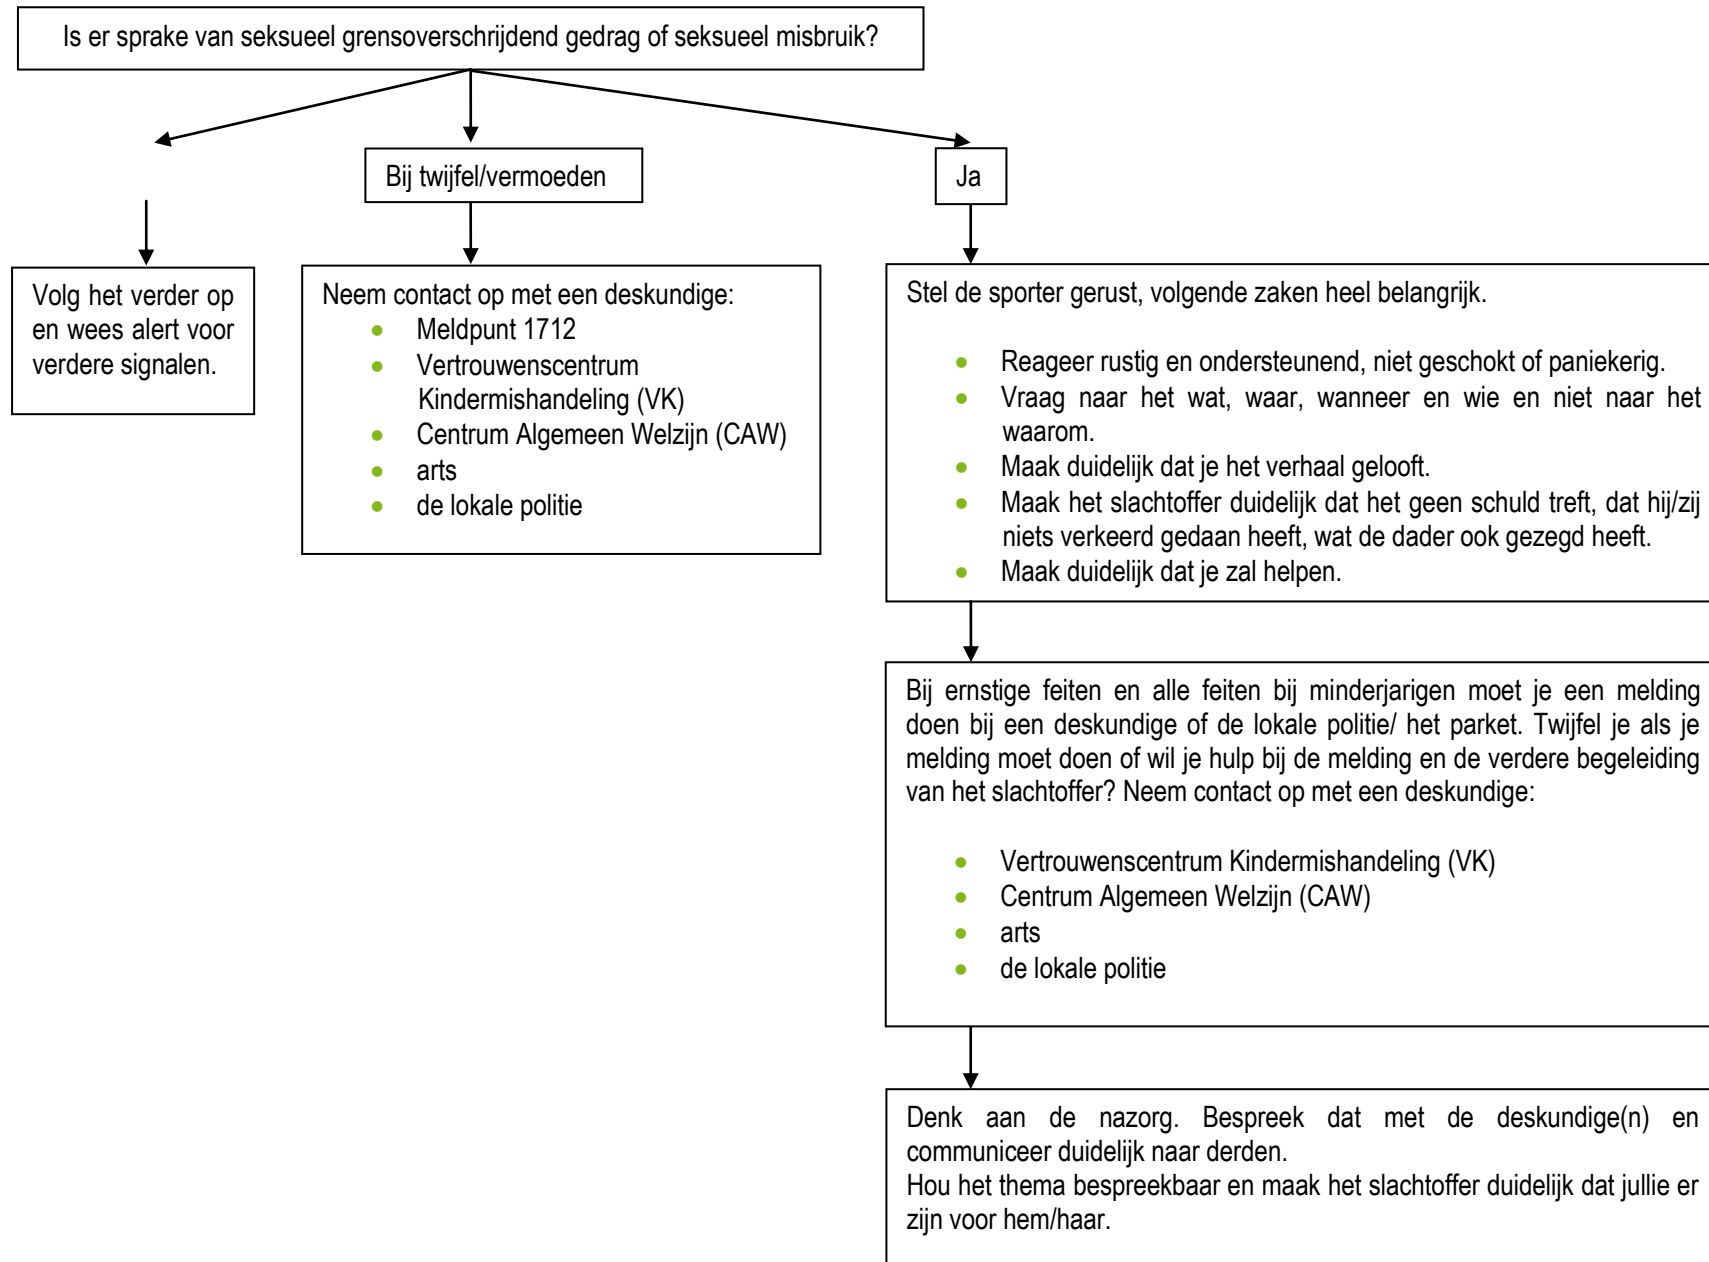 Is er sprake van seksueel grensoverschrijdend gedrag of seksueel misbruik?
Bij twijfel/vermoeden
Ja
Volg het verder op
en wees alert voor
verdere signalen.
Neem contact op met een deskundige:
• Meldpunt 1712
• Vertrouwenscentrum
Kindermishandeling (VK)
• Centrum Algemeen Welzijn (CAW)
• arts
• de lokale politie
Stel de sporter gerust, volgende zaken heel belangrijk.
• Reageer rustig en ondersteunend, niet geschokt of paniekerig.
• Vraag naar het wat, waar, wanneer en wie en niet naar het
waarom.
• Maak duidelijk dat je het verhaal gelooft.
• Maak het slachtoffer duidelijk dat het geen schuld treft, dat hij/zij
niets verkeerd gedaan heeft, wat de dader ook gezegd heeft.
• Maak duidelijk dat je zal helpen.
Bij ernstige feiten en alle feiten bij minderjarigen moet je een melding
doen bij een deskundige of de lokale politie/ het parket. Twijfel je als je
melding moet doen of wil je hulp bij de melding en de verdere begeleiding
van het slachtoffer? Neem contact op met een deskundige:
• Vertrouwenscentrum Kindermishandeling (VK)
• Centrum Algemeen Welzijn (CAW)
• arts
• de lokale politie
Denk aan de nazorg. Bespreek dat met de deskundige(n) en
communiceer duidelijk naar derden.
Hou het thema bespreekbaar en maak het slachtoffer duidelijk dat jullie er
zijn voor hem/haar.